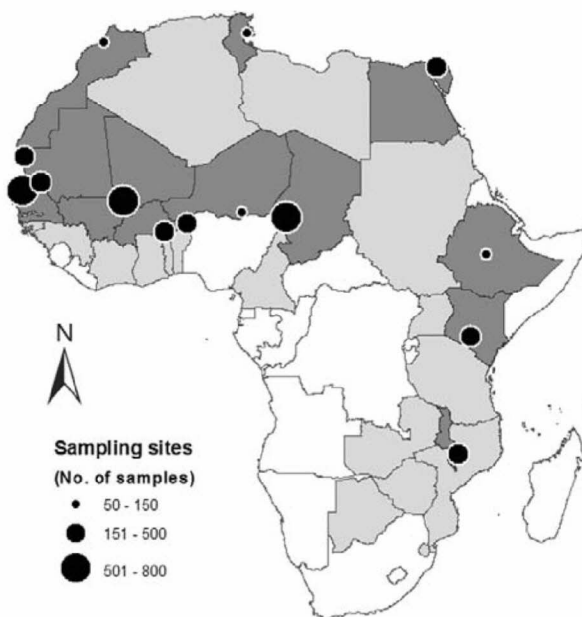 N
Sampling sites
(No. of samples)
50 - 150
151 - 500
501 - 800